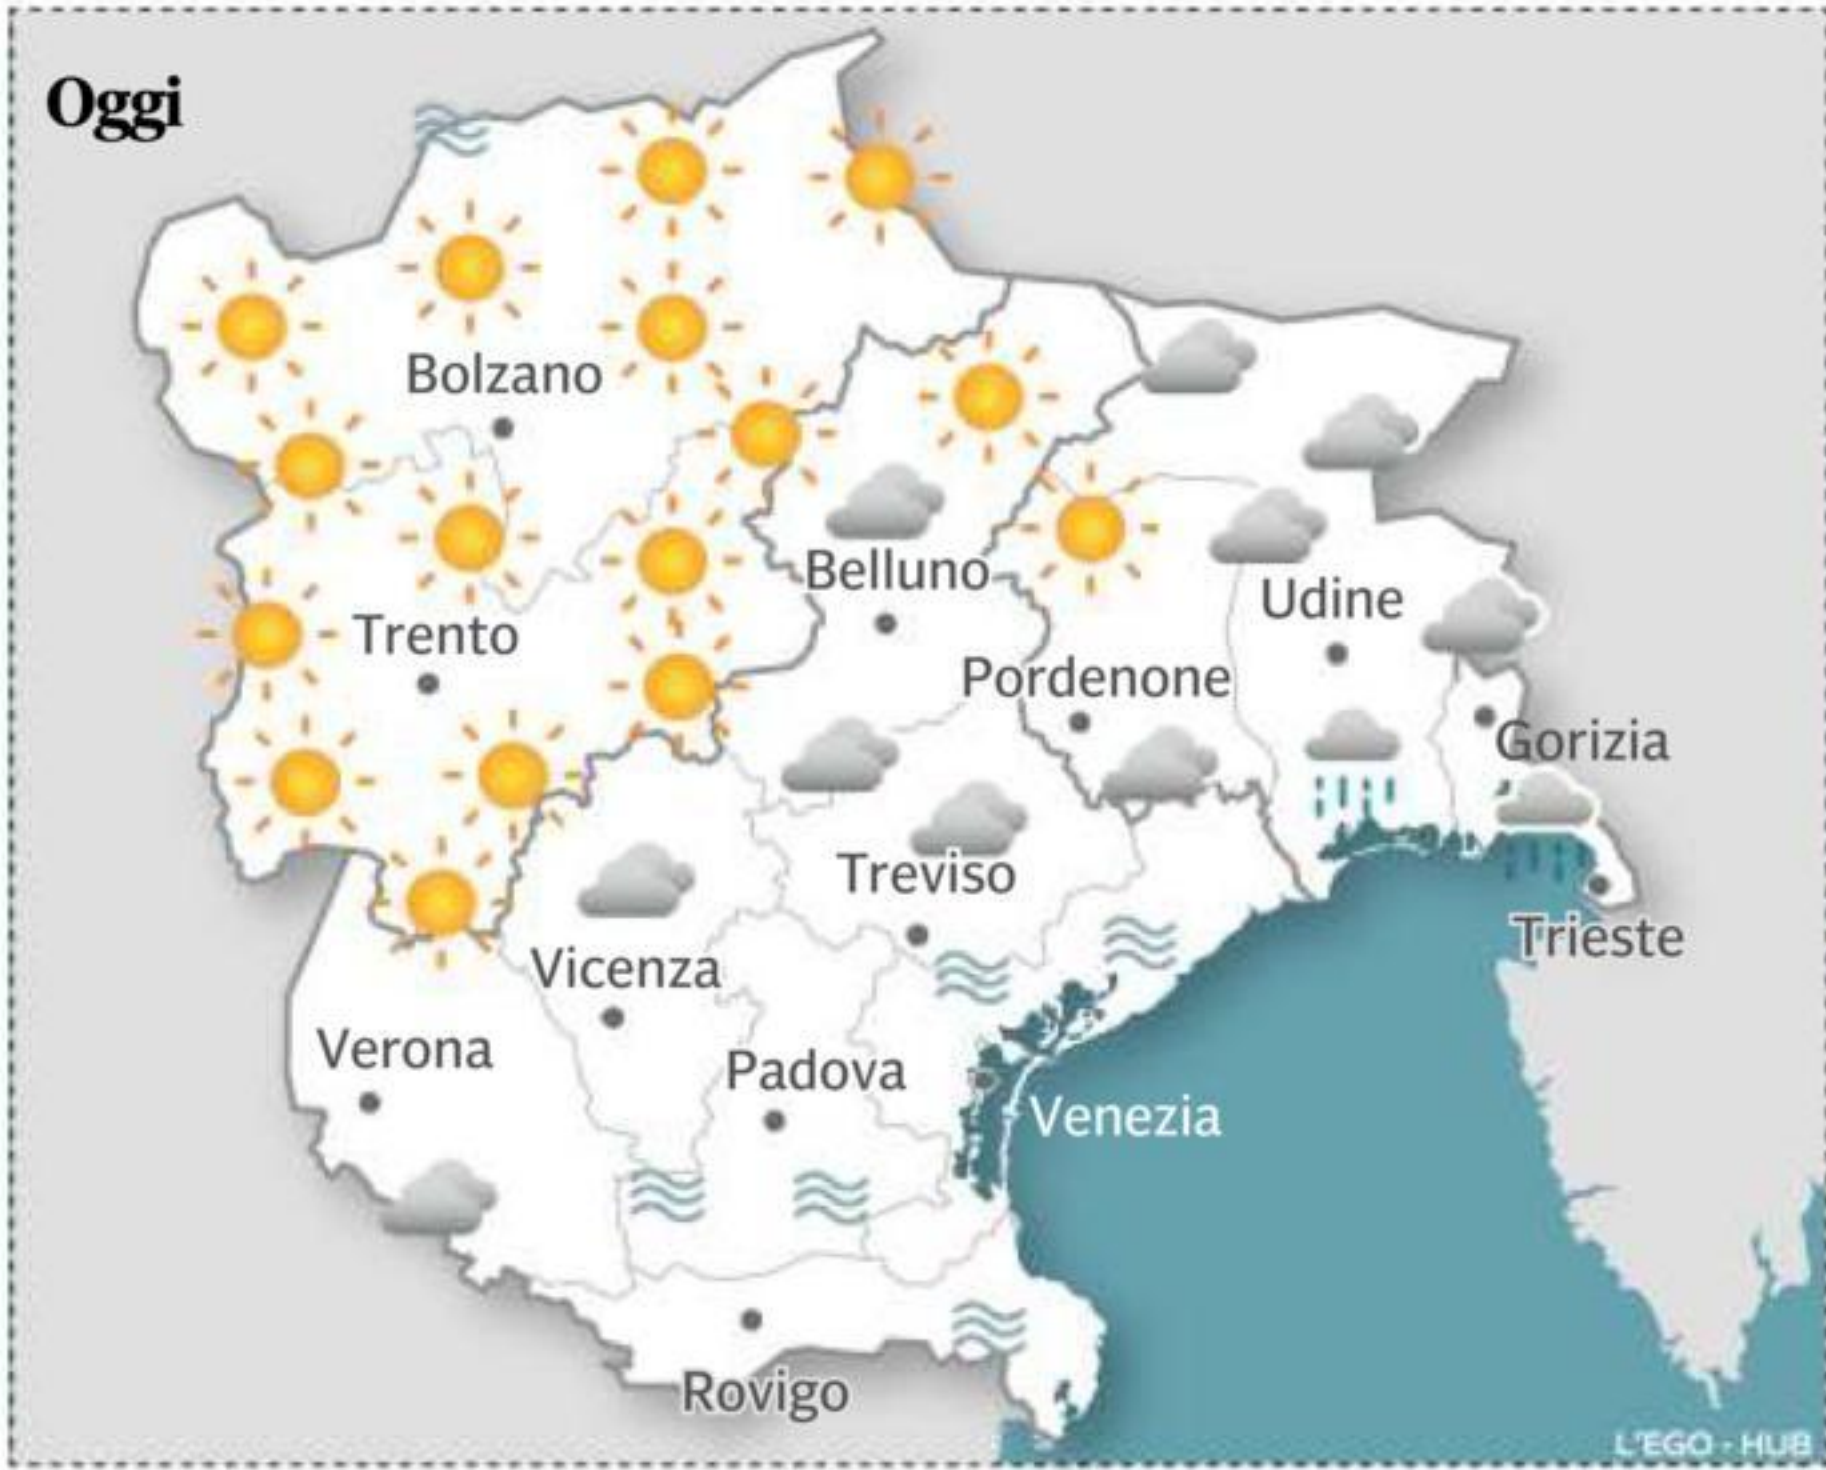 Oggi
Bolzano
Belluno
Udine
Trento
Pordenone
Gorizia
Treviso
Trieste
Vicenza
Verona
Padova
Venezia
Rovigo
L'EGO - HUB